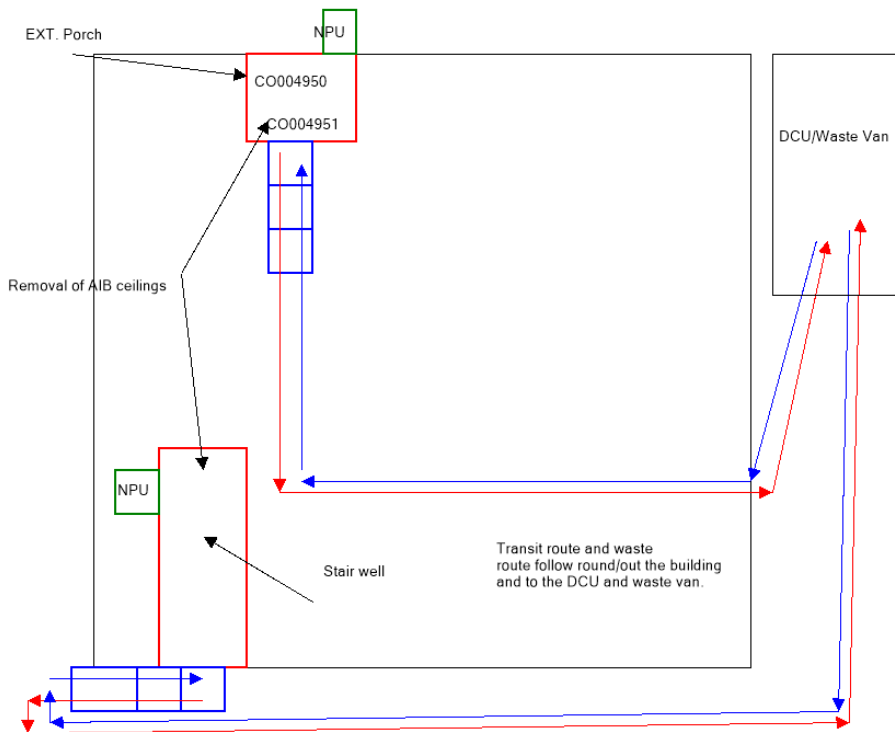 NPU
EXT. Porch
CO004950
CO004951
DCU/Waste Van
Removal of AIB ceilings
NPU
Stair well
Transit route and waste
route follow round/out the building
and to the DCU and waste van.